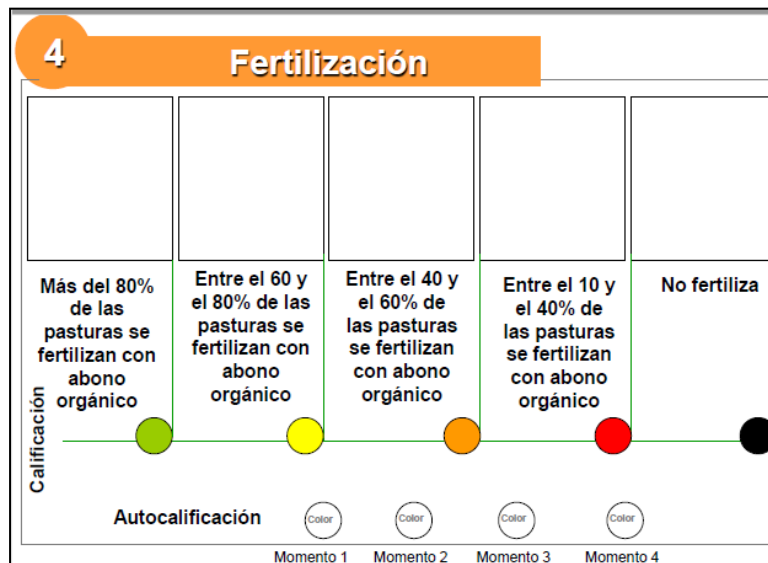 4
Fertilización
Más del 80%
de las
pasturas se
fertilizan con
abono
orgánico
Entre el 60 y
el 80% de las
pasturas se
fertilizan con
abono
orgánico
Entre el 40 y
el 60% de
las pasturas
se fertilizan
con abono
orgánico
Entre el 10 y
el 40% de
las pasturas
se fertilizan
con abono
orgánico
No fertiliza
Calificación
Autocalificación
Color
Color
Color
Color
Momento 1
Momento 2
Momento 3
Momento 4